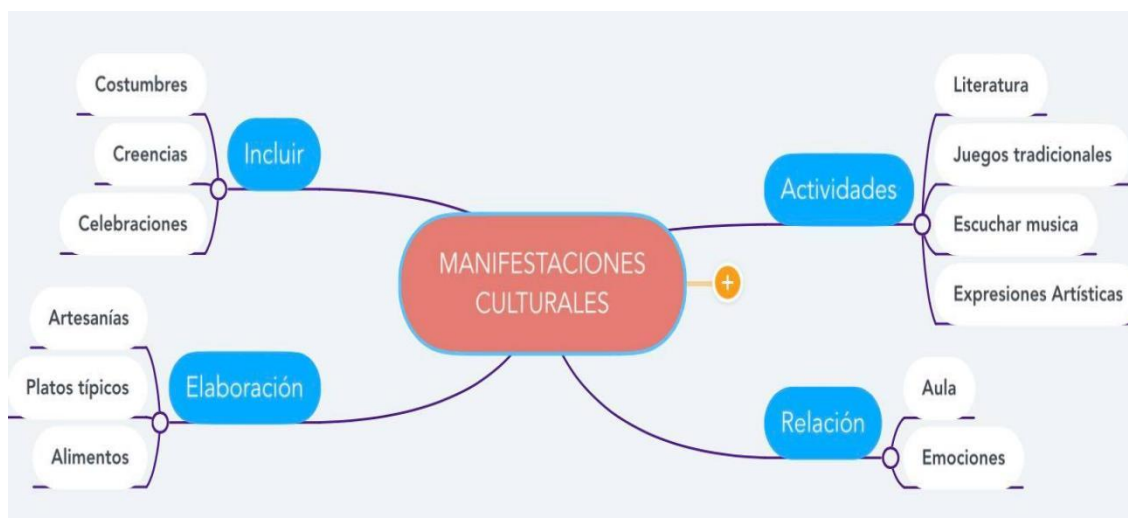 MANIFESTACIONES
CULTURALES
Incluir
Costumbres
Creencias
Celebraciones
Elaboración
Artesanías
Platos típicos
Alimentos
Actividades
Literatura
Juegos tradicionales
Escuchar musica
Expresiones Artísticas
Relación
Aula
Emociones
+